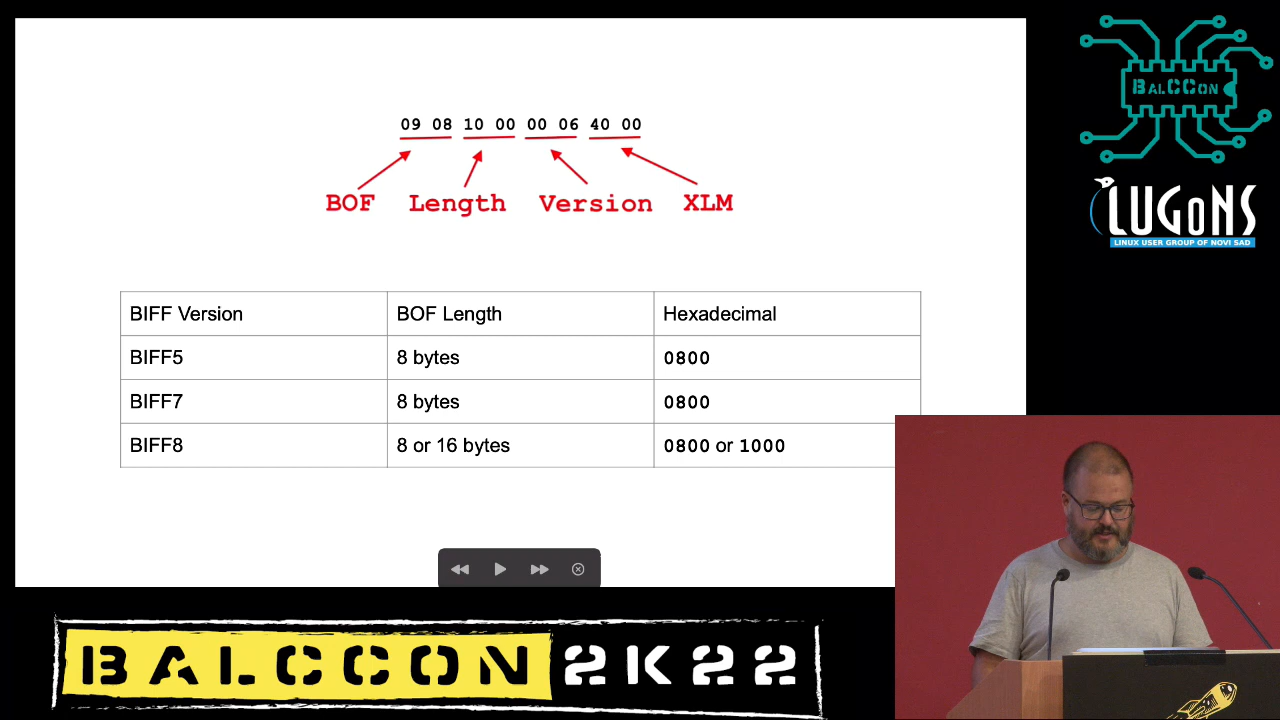 09 08 10 00 00 06 40 00
BOF Length Version XLM
BIFF Version BOF Length Hexadecimal
BIFF5 8 bytes 0800
BIFF7 8 bytes 0800
BIFF8 8 or 16 bytes 0800 or 1000
BALCCON
LUGONS
LINUX USER GROUP OF NOVI SAD
BALCCON 2K22